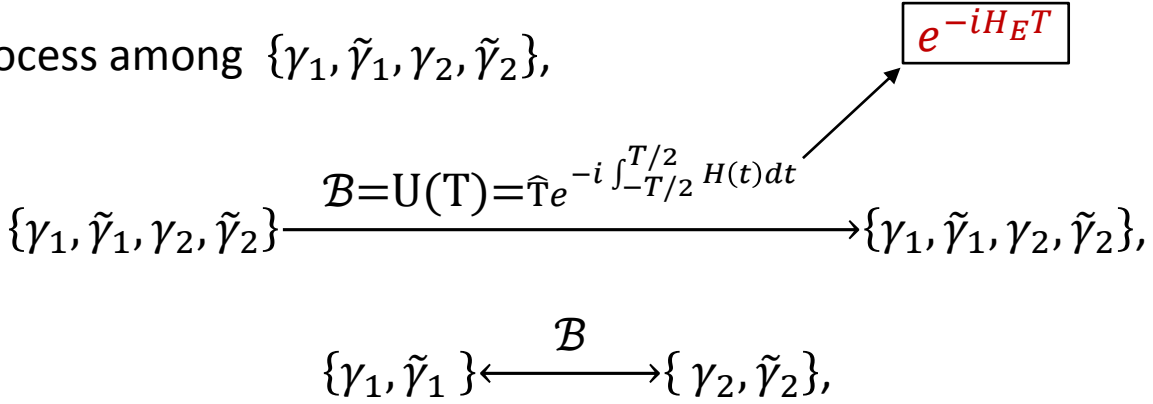 e^{-iH_E T}
ocess among {γ₁, γ̃₁, γ₂, γ̃₂},
ℬ=U(T)=T̂e^{-i ∫_{-T/2}^{T/2} H(t)dt}
{γ₁, γ̃₁, γ₂, γ̃₂} → {γ₁, γ̃₁, γ₂, γ̃₂},
ℬ
{γ₁, γ̃₁ } ↔ { γ₂, γ̃₂},